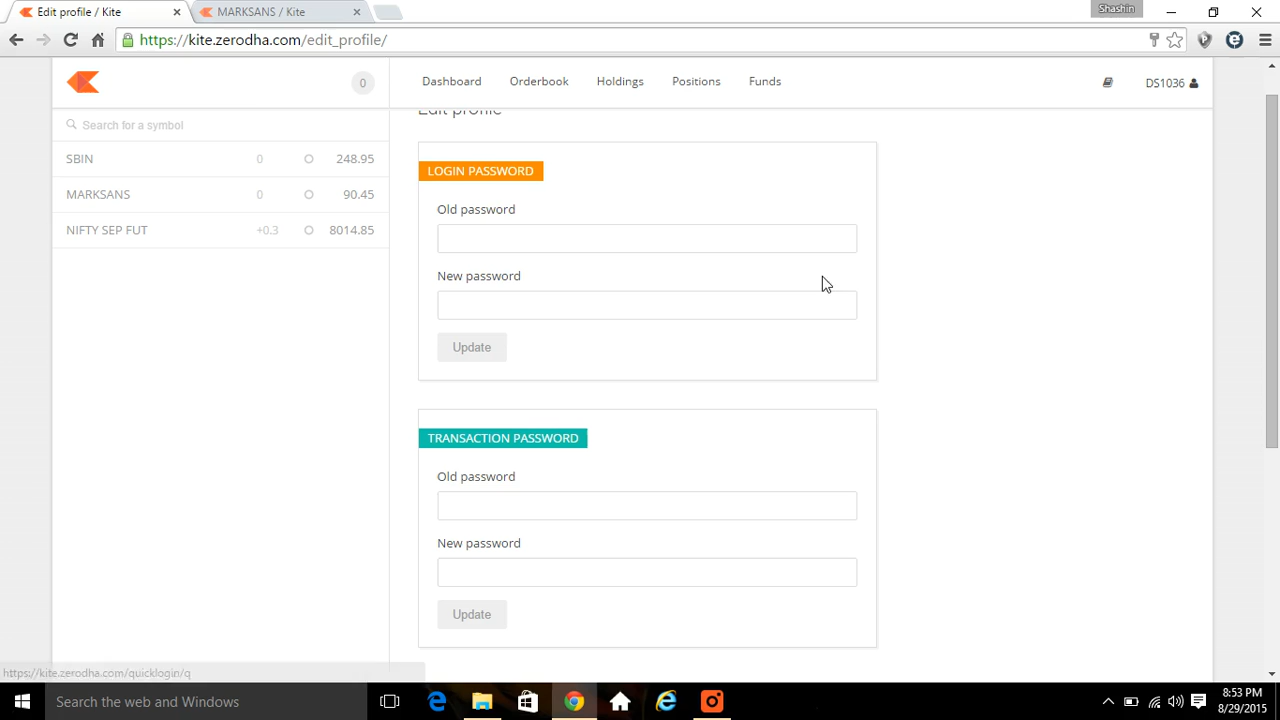 Edit profile / Kite
MARKSANS / Kite
Shashin
https://kite.zerodha.com/edit_profile/
0
Dashboard
Orderbook
Holdings
Positions
Funds
DS1036
Search for a symbol
SBIN 0 248.95
MARKSANS 0 90.45
NIFTY SEP FUT +0.3 8014.85
Edit profile
LOGIN PASSWORD
Old password
New password
Update
TRANSACTION PASSWORD
Old password
New password
Update
https://kite.zerodha.com/quicklogin/q
Search the web and Windows
8:53 PM
8/29/2015